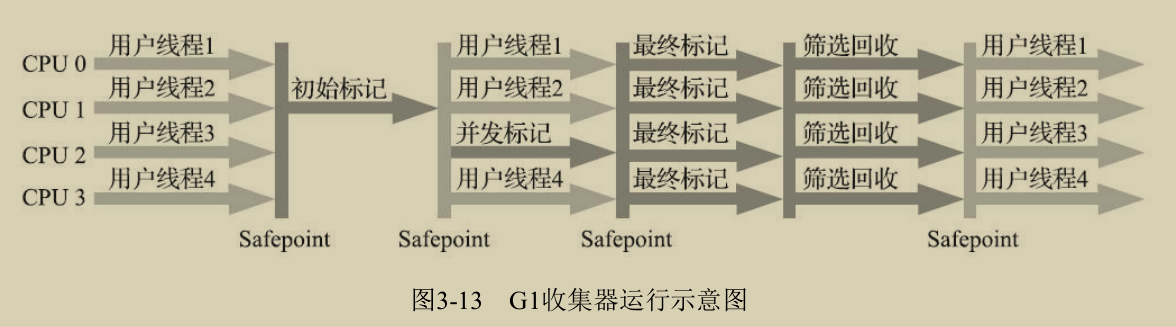 CPU 0 用户线程1 用户线程1 最终标记 筛选回收 用户线程1
初始标记
CPU 1 用户线程2 用户线程2 最终标记 筛选回收 用户线程2
CPU 2 用户线程3 并发标记 最终标记 筛选回收 用户线程3
CPU 3 用户线程4 用户线程4 最终标记 筛选回收 用户线程4
Safepoint Safepoint Safepoint Safepoint
图3-13 G1收集器运行示意图